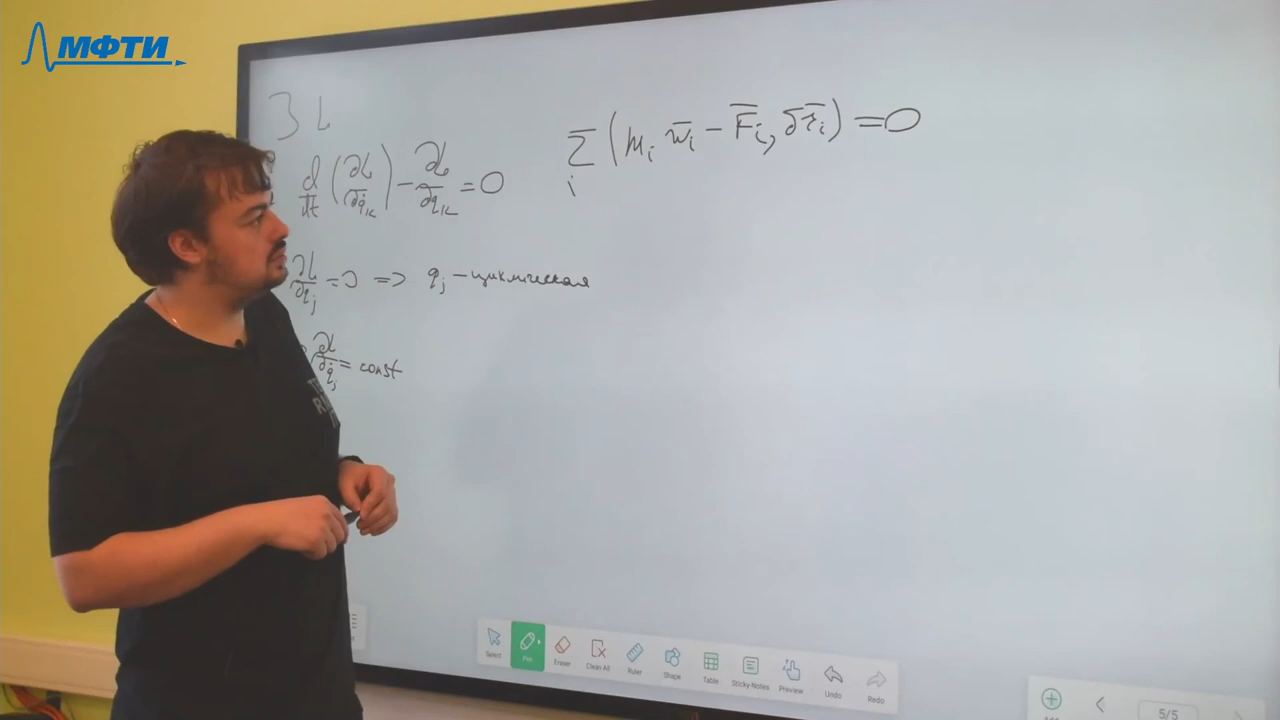 МФТИ
З L
d/dt (∂L/∂q̇ₖ) − ∂L/∂qₖ = 0
∂L/∂qⱼ = 0 => qⱼ – циклическая
∂L/∂q̇ⱼ = const
Σᵢ (mᵢ w̅ᵢ − F̅ᵢ, δr̅ᵢ) = 0
Select
Pen
Eraser
Clean All
Ruler
Shape
Table
Sticky-Notes
Preview
Undo
Redo
5/5